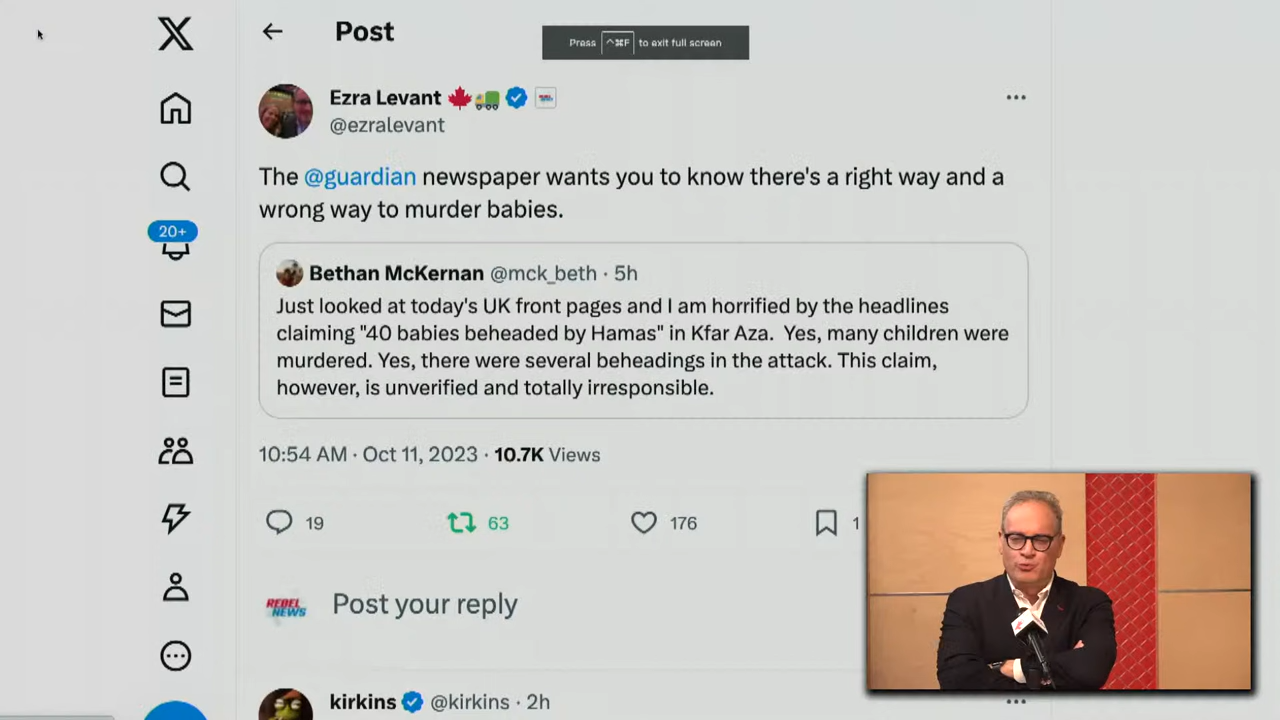 Post
Press ^⌘F to exit full screen
Ezra Levant
@ezralevant
The @guardian newspaper wants you to know there's a right way and a
wrong way to murder babies.
20+
Bethan McKernan @mck_beth · 5h
Just looked at today's UK front pages and I am horrified by the headlines
claiming "40 babies beheaded by Hamas" in Kfar Aza. Yes, many children were
murdered. Yes, there were several beheadings in the attack. This claim,
however, is unverified and totally irresponsible.
10:54 AM · Oct 11, 2023 · 10.7K Views
19 63 176 1
REBEL NEWS
Post your reply
kirkins @kirkins · 2h